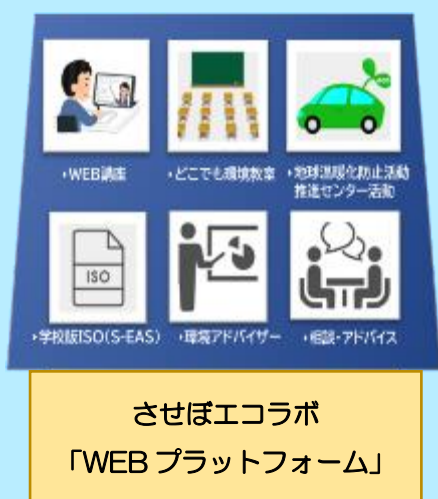 ・WEB講座
・どこでも環境教室
・地球温暖化防止活動
推進センター活動
ISO
・学校版ISO(S-EAS)
・環境アドバイザー
・相談・アドバイス
させぼエコラボ
「WEBプラットフォーム」